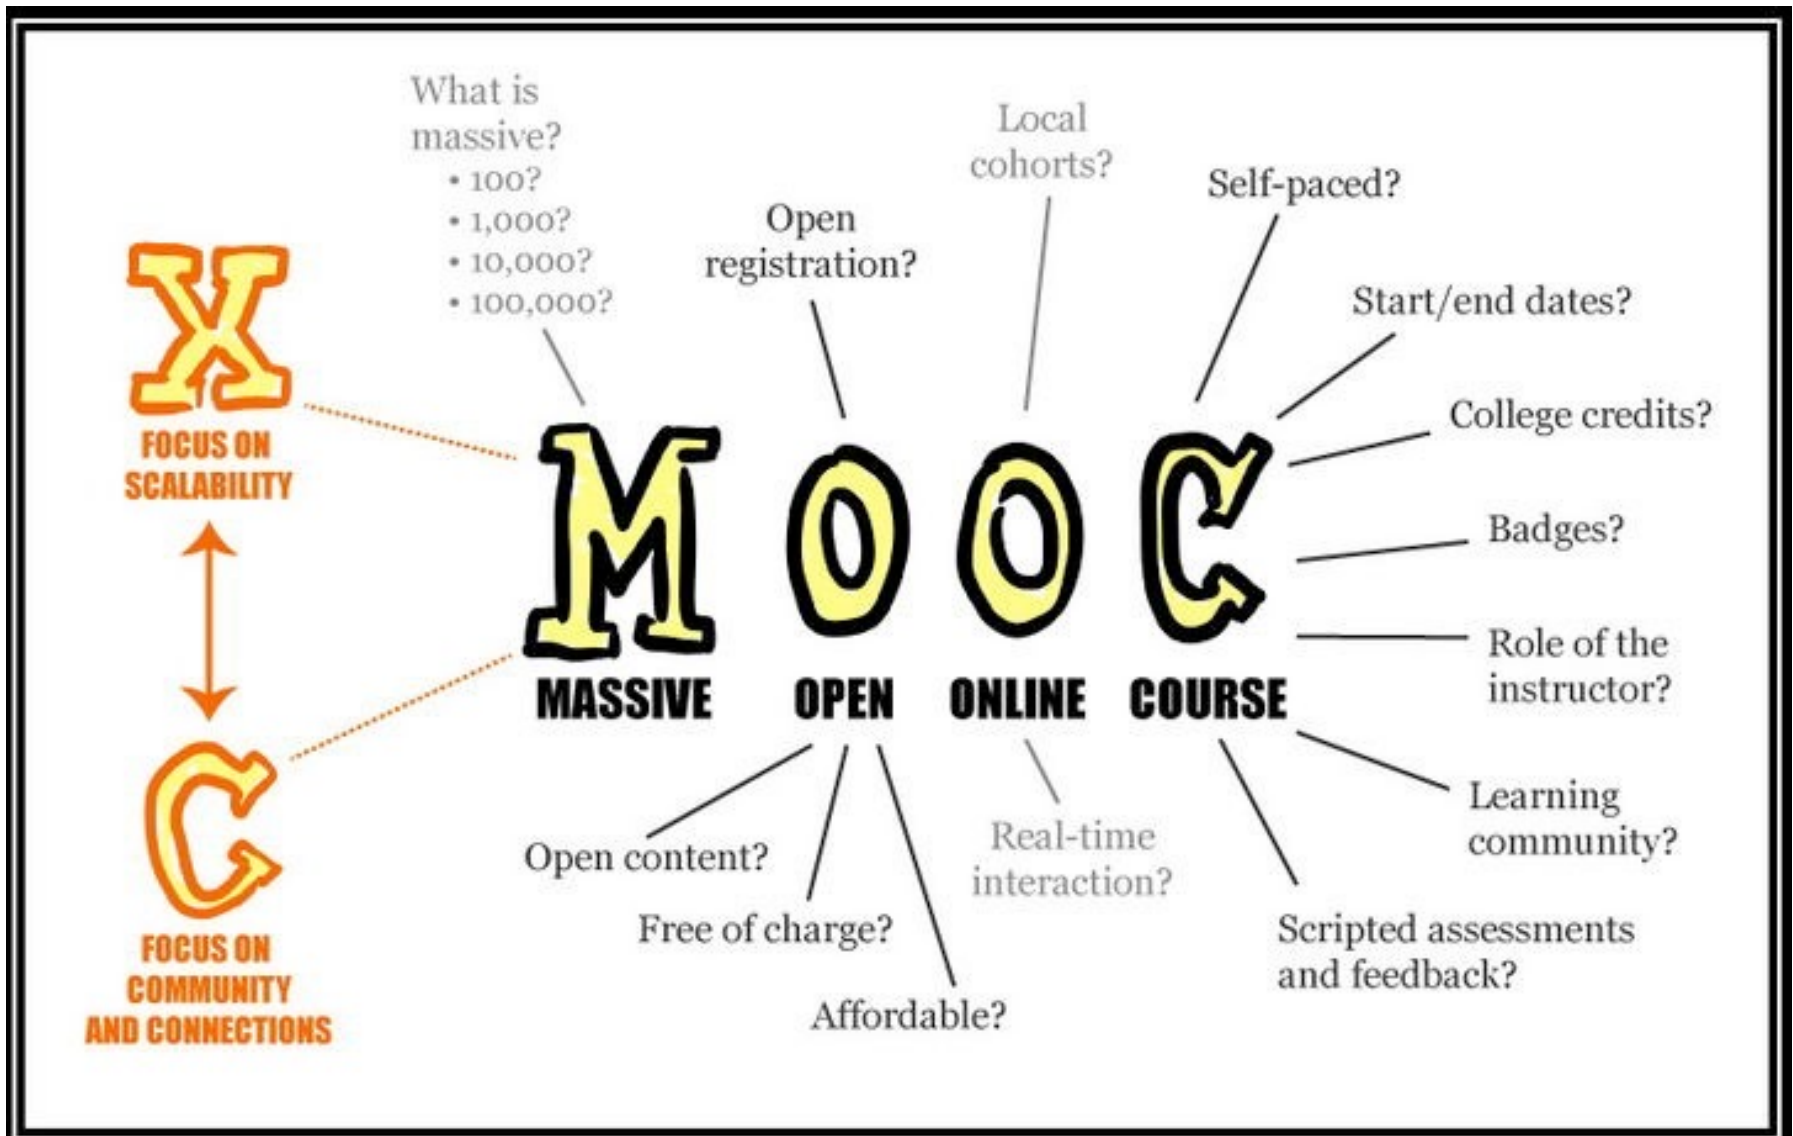 What is
massive?
• 100?
• 1,000?
• 10,000?
• 100,000?
Open
registration?
Local
cohorts?
Self-paced?
Start/end dates?
College credits?
Badges?
Role of the
instructor?
Learning
community?
Scripted assessments
and feedback?
X
FOCUS ON
SCALABILITY
C
FOCUS ON
COMMUNITY
AND CONNECTIONS
MOOC
MASSIVE OPEN ONLINE COURSE
Open content?
Free of charge?
Affordable?
Real-time
interaction?